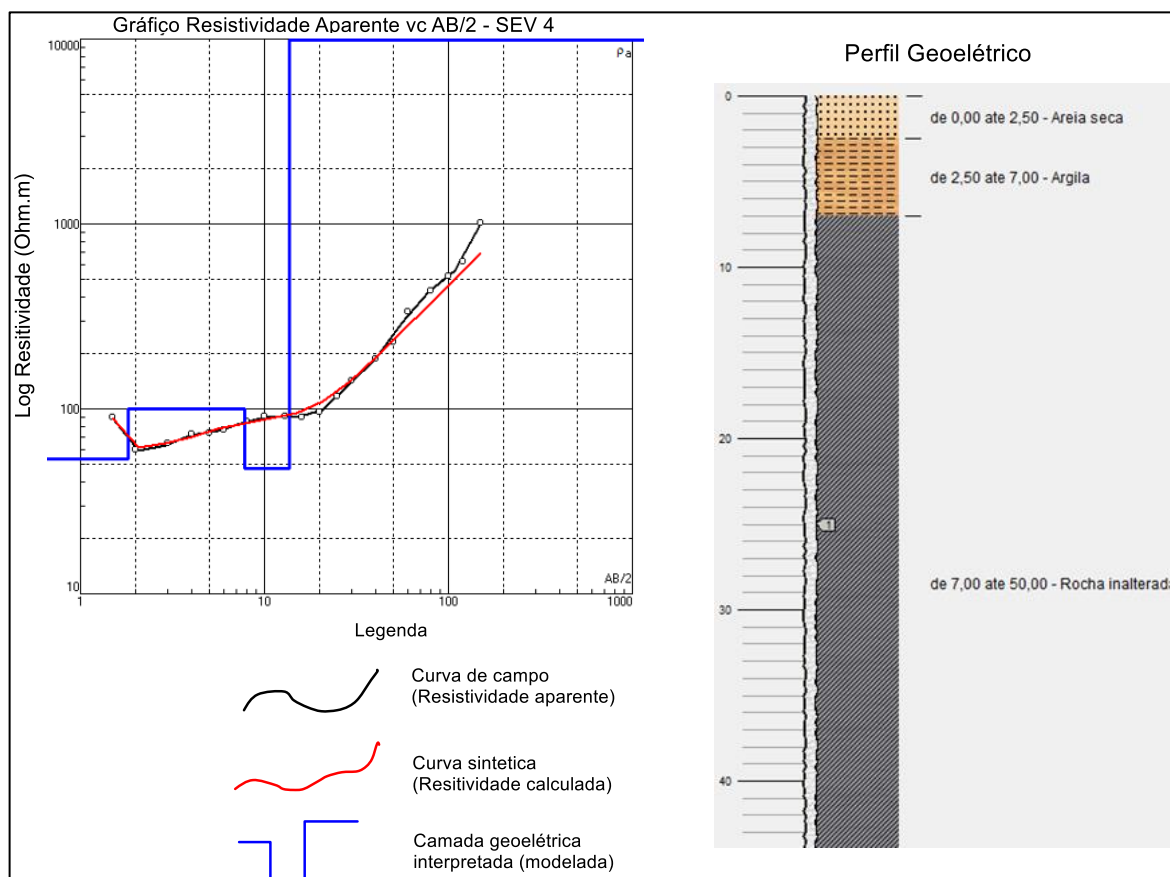 Gráfiço Resistividade Aparente vc AB/2 - SEV 4
10000
Pa
1000
100
10
Log Resitividade (Ohm.m)
AB/2
1
10
100
1000
Legenda
Curva de campo
(Resistividade aparente)
Curva sintetica
(Resitividade calculada)
Camada geoelétrica
interpretada (modelada)
Perfil Geoelétrico
0
de 0,00 ate 2,50 - Areia seca
de 2,50 ate 7,00 - Argila
10
20
1
de 7,00 ate 50,00 - Rocha inalterada
30
40